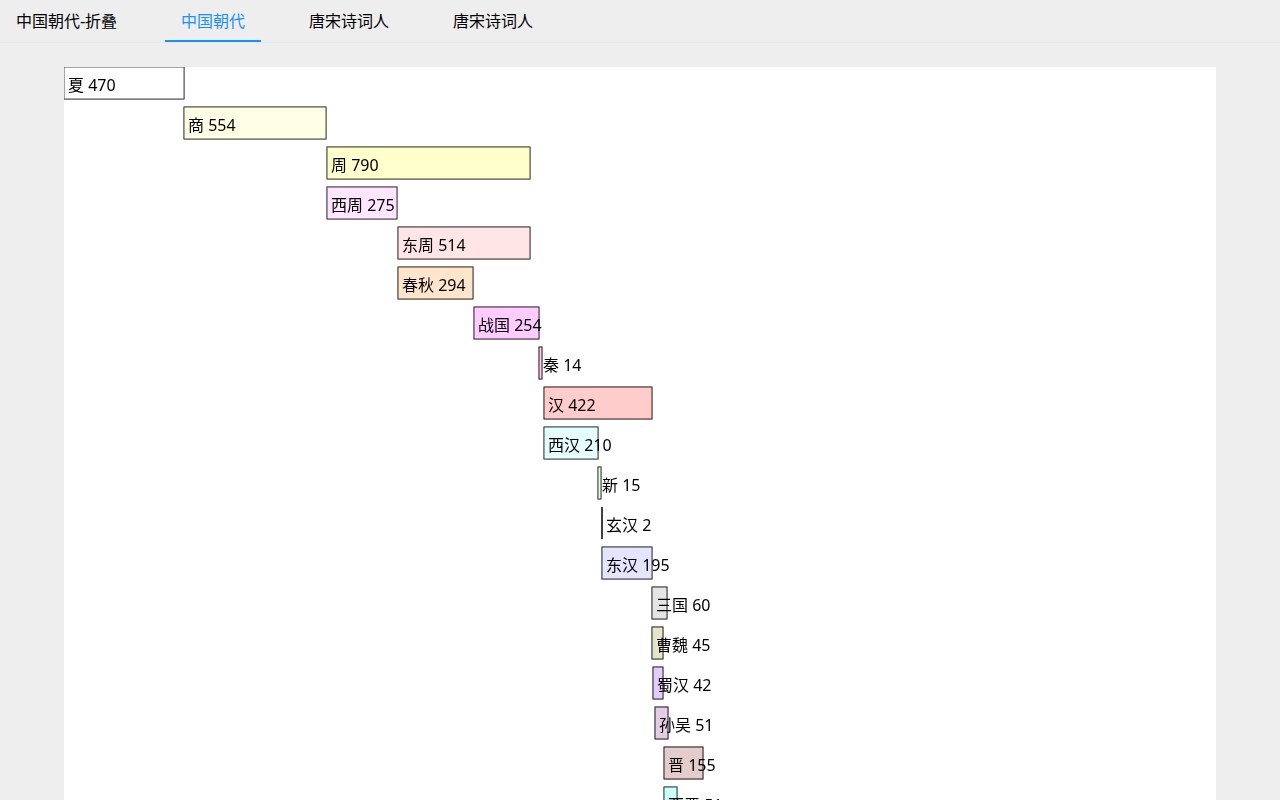 中国朝代-折叠 中国朝代 唐宋诗词人 唐宋诗词人
夏 470
商 554
周 790
西周 275
东周 514
春秋 294
战国 254
秦 14
汉 422
西汉 210
新 15
玄汉 2
东汉 195
三国 60
曹魏 45
蜀汉 42
孙吴 51
晋 155